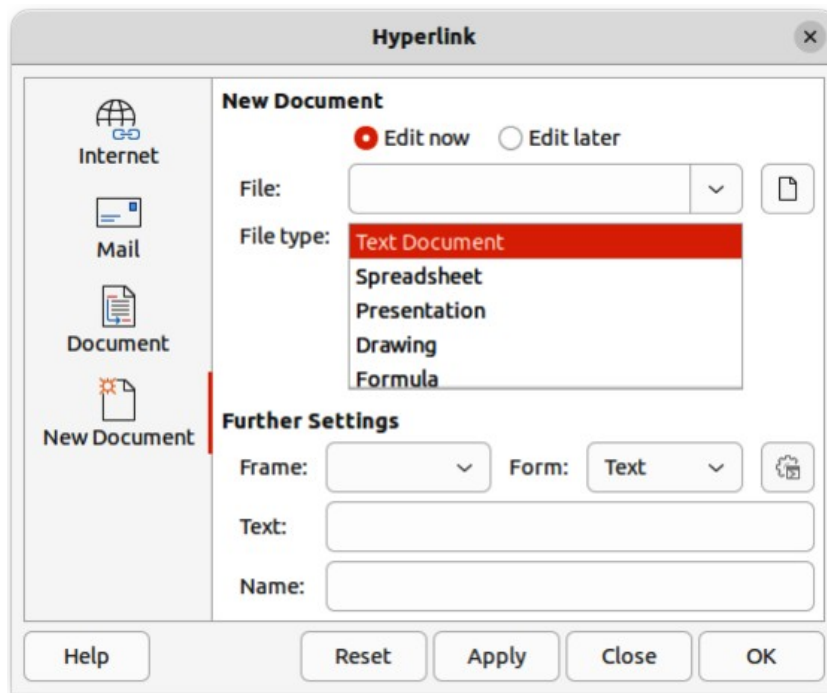 Hyperlink
Internet
Mail
Document
New Document
New Document
Edit now Edit later
File:
File type:
Text Document
Spreadsheet
Presentation
Drawing
Formula
Further Settings
Frame: Form: Text
Text:
Name:
Help Reset Apply Close OK